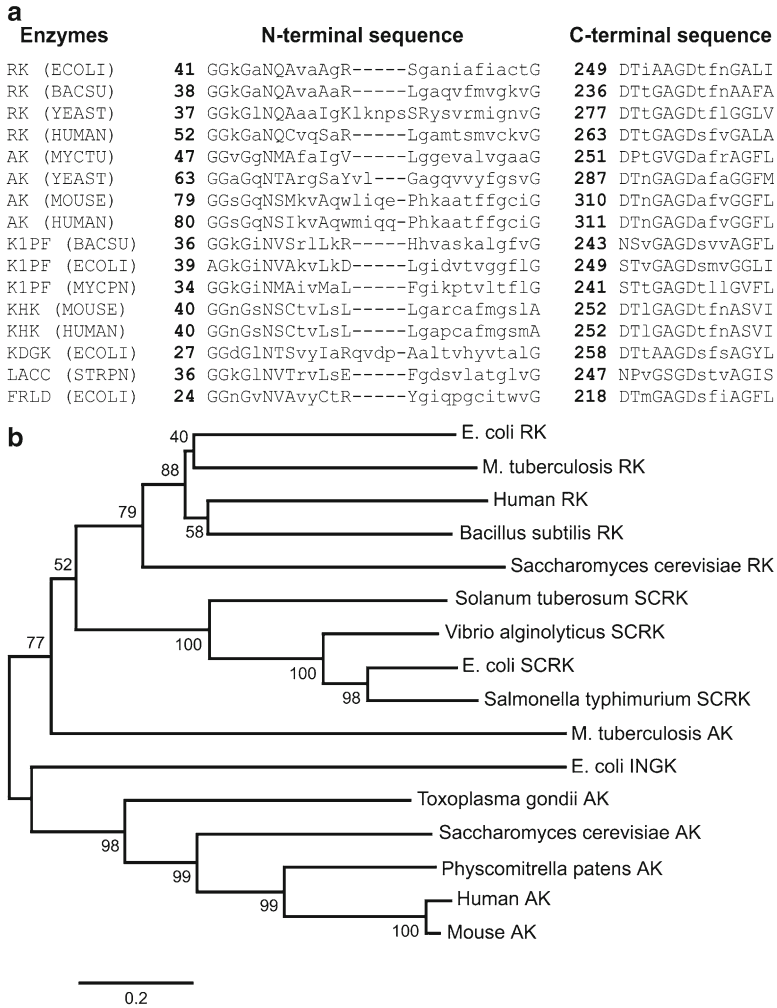 a
Enzymes N-terminal sequence C-terminal sequence
RK (ECOLI) 41 GGkGaNQAvaAgR-----SganiafiactG 249 DTiAAGDtfnGALI
RK (BACSU) 38 GGkGaNQAvaAaR-----LgaqvfmvgkvG 236 DTtGAGDtfnAAFA
RK (YEAST) 37 GGkGlNQAaaIgKlknpsSRysvrmignvG 277 DTtGAGDtflGGLV
RK (HUMAN) 52 GGkGaNQCvqSaR-----LgamtsmvckvG 263 DTtGAGDsfvGALA
AK (MYCTU) 47 GGvGgNMAfaIgV-----LggevalvgaaG 251 DPtGVGDafrAGFL
AK (YEAST) 63 GGaGqNTArgSaYvl---GagqvvyfgsvG 287 DTnGAGDafaGGFM
AK (MOUSE) 79 GGsGqNSMkvAqwliqe-PhkaatffgciG 310 DTnGAGDafvGGFL
AK (HUMAN) 80 GGsGqNSIkvAqwmiqq-PhkaatffgciG 311 DTnGAGDafvGGFL
K1PF (BACSU) 36 GGkGiNVSrlLkR-----HhvaskalgfvG 243 NSvGAGDsvvAGFL
K1PF (ECOLI) 39 AGkGiNVAkvLkD-----LgidvtvggflG 249 STvGAGDsmvGGLI
K1PF (MYCPN) 34 GGkGiNMAivMaL-----FgikptvltflG 241 STtGAGDtllGVFL
KHK (MOUSE) 40 GGnGsNSCtvLsL-----LgarcafmgslA 252 DTlGAGDtfnASVI
KHK (HUMAN) 40 GGnGsNSCtvLsL-----LgapcafmgsmA 252 DTlGAGDtfnASVI
KDGK (ECOLI) 27 GGdGlNTSvyIaRqvdp-AaltvhyvtalG 258 DTtAAGDsfsAGYL
LACC (STRPN) 36 GGkGlNVTrvLsE-----FgdsvlatglvG 247 NPvGSGDstvAGIS
FRLD (ECOLI) 24 GGnGvNVAvyCtR-----YgiqpgcitwvG 218 DTmGAGDsfiAGFL
b
40 E. coli RK
88 M. tuberculosis RK
79 Human RK
58 Bacillus subtilis RK
52 Saccharomyces cerevisiae RK
Solanum tuberosum SCRK
77 100 Vibrio alginolyticus SCRK
100 E. coli SCRK
98 Salmonella typhimurium SCRK
M. tuberculosis AK
E. coli INGK
Toxoplasma gondii AK
98 Saccharomyces cerevisiae AK
99 Physcomitrella patens AK
99 Human AK
100 Mouse AK
0.2